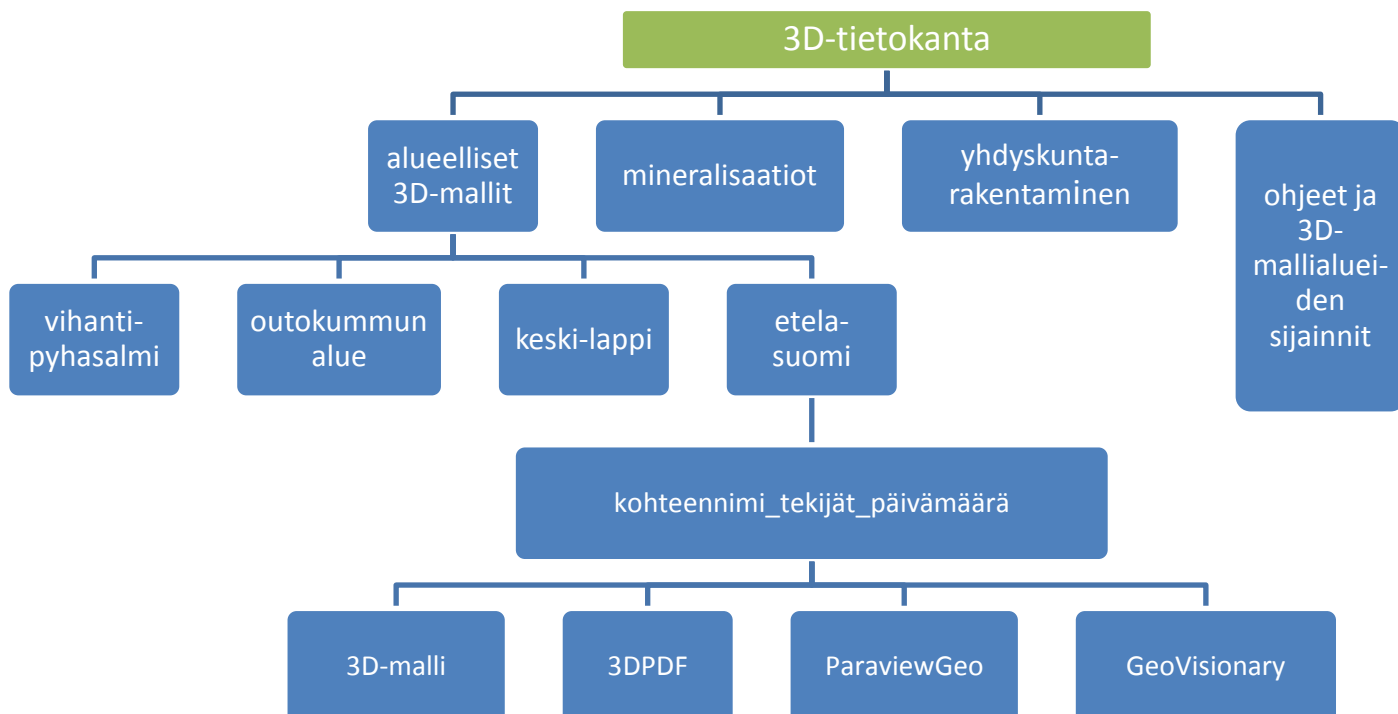 3D-tietokanta
alueelliset
3D-mallit
mineralisaatiot
yhdyskunta-
rakentaminen
ohjeet ja
3D-
mallialuei-
den
sijainnit
vihanti-
pyhasalmi
outokummun
alue
keski-lappi
etela-
suomi
kohteennimi_tekijät_päivämäärä
3D-malli
3DPDF
ParaviewGeo
GeoVisionary